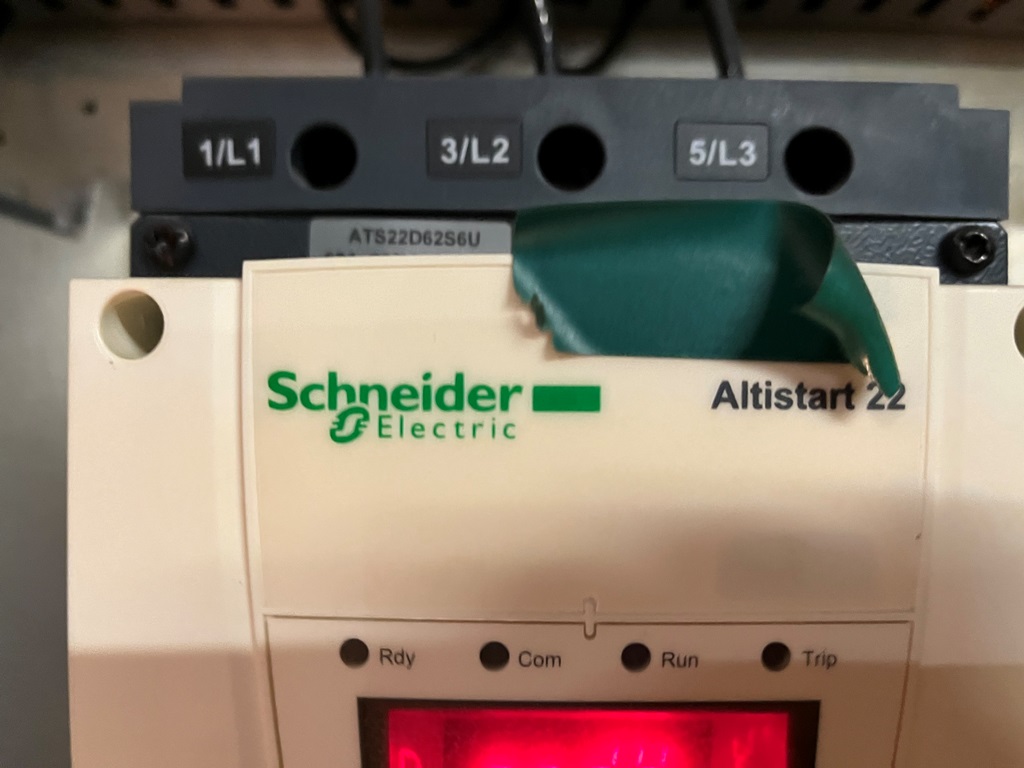 1/L1 3/L2 5/L3
ATS22D62S6U
Schneider
Electric
Altistart 22
Rdy Com Run Trip